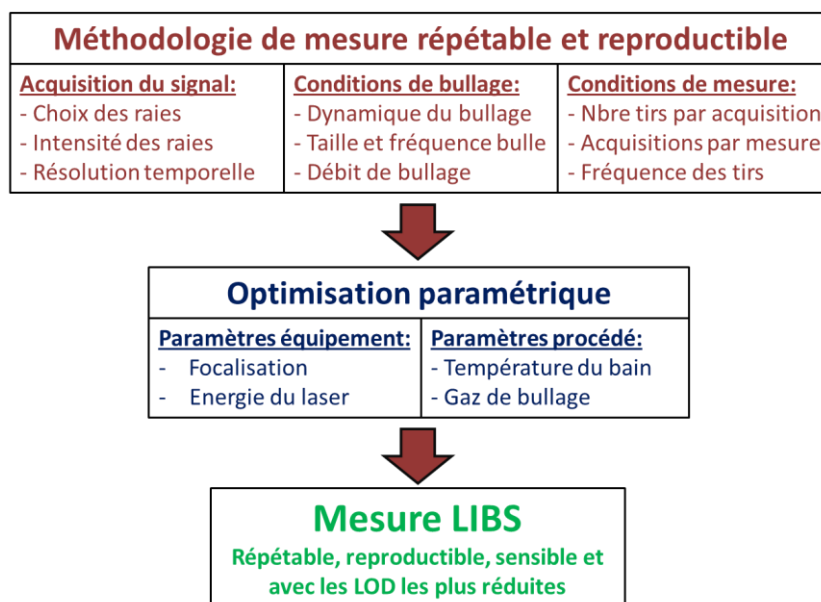 Méthodologie de mesure répétable et reproductible
Acquisition du signal:
- Choix des raies
- Intensité des raies
- Résolution temporelle
Conditions de bullage:
- Dynamique du bullage
- Taille et fréquence bulle
- Débit de bullage
Conditions de mesure:
- Nbre tirs par acquisition
- Acquisitions par mesure
- Fréquence des tirs
Optimisation paramétrique
Paramètres équipement:
- Focalisation
- Energie du laser
Paramètres procédé:
- Température du bain
- Gaz de bullage
Mesure LIBS
Répétable, reproductible, sensible et
avec les LOD les plus réduites